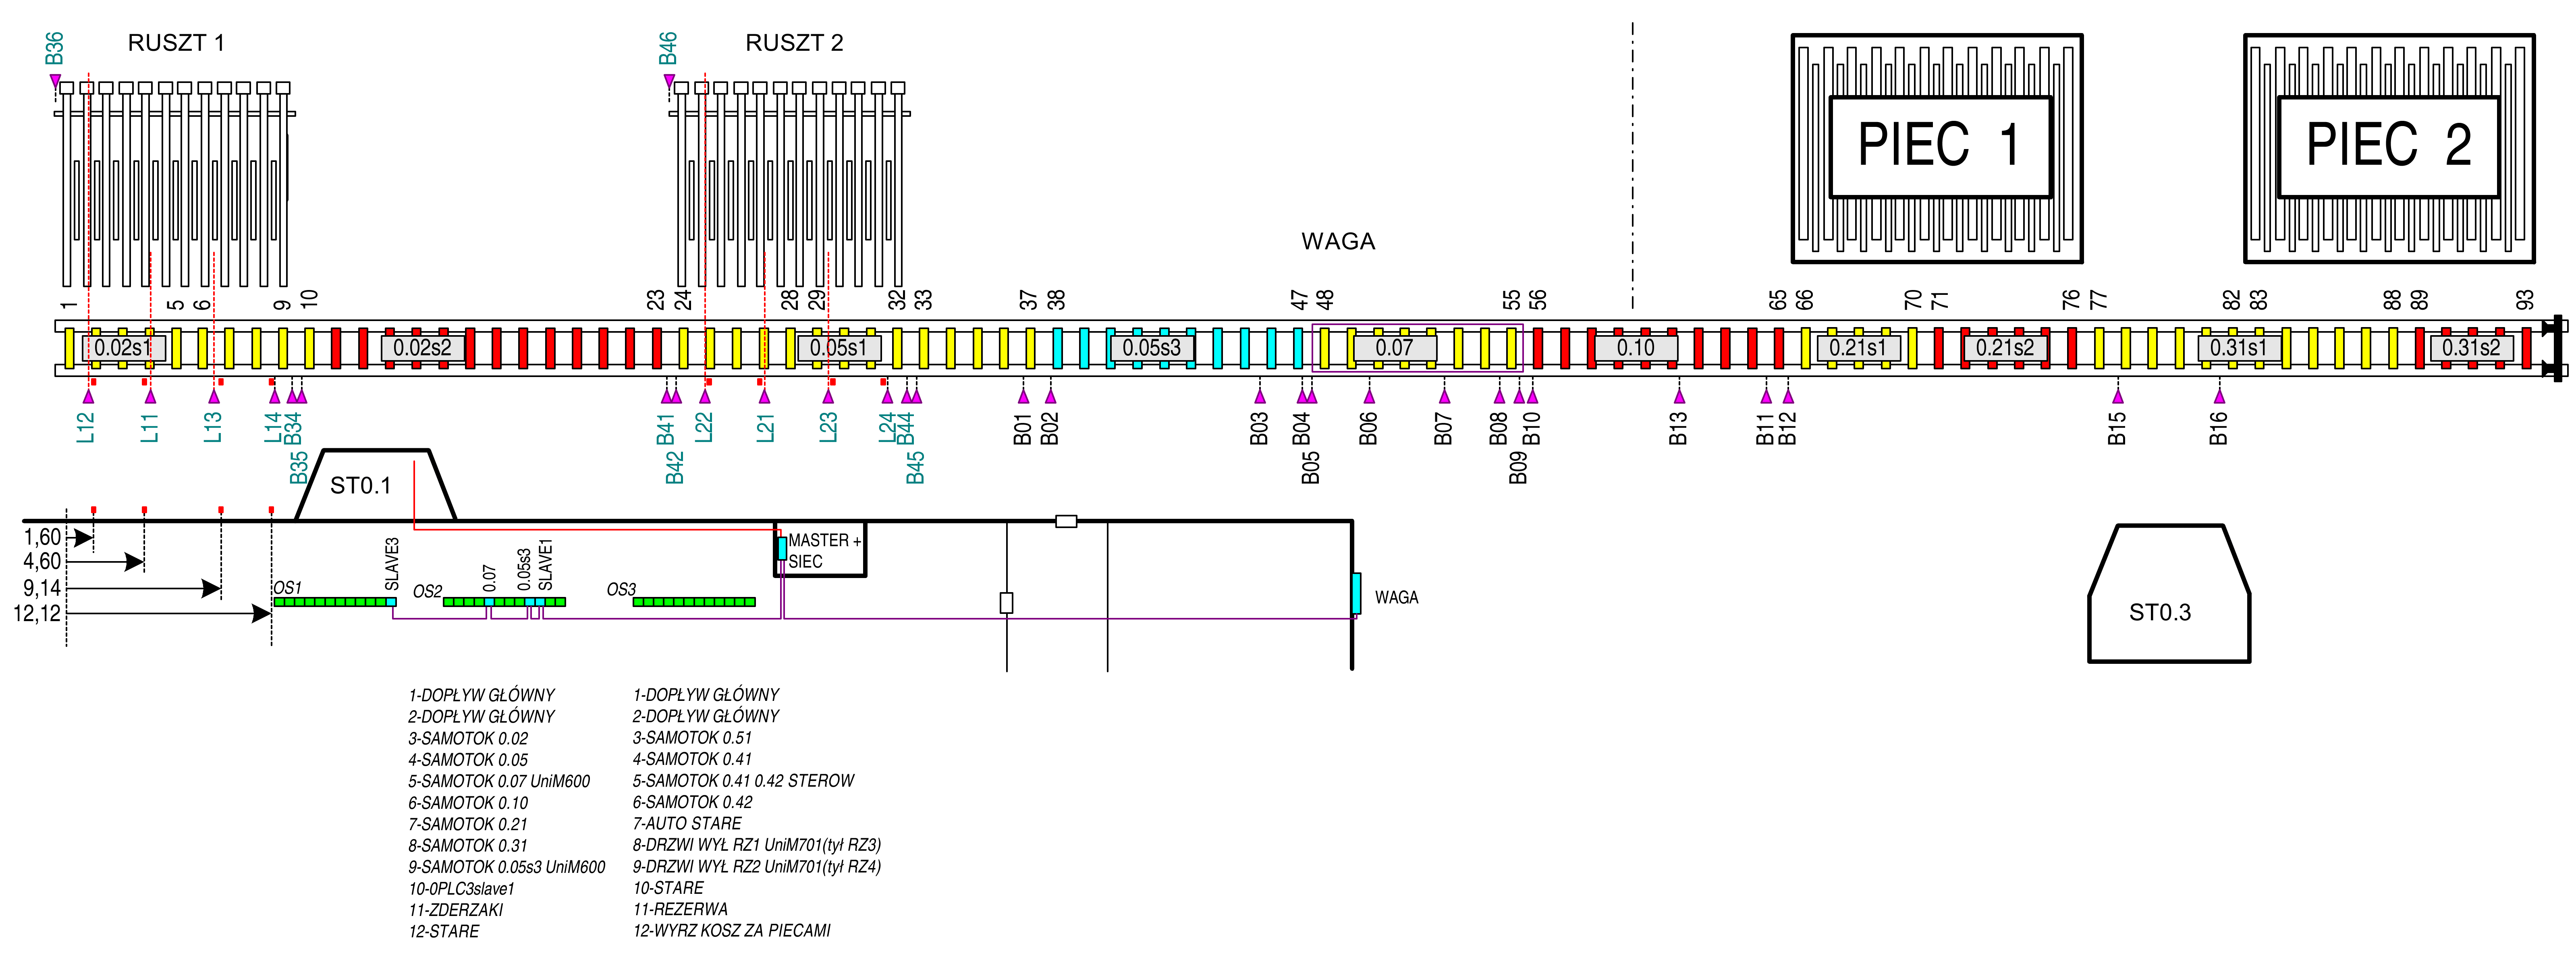 B36
RUSZT 1
B46
RUSZT 2
PIEC 1
PIEC 2
WAGA
1
5
6
9
10
23
24
28
29
32
33
37
38
47
48
55
56
65
66
70
71
76
77
82
83
88
89
93
0.02s1
0.02s2
0.05s1
0.05s3
0.07
0.10
0.21s1
0.21s2
0.31s1
0.31s2
L12
L11
L13
L14
B34
B35
B41
B42
L22
L21
L23
L24
B44
B45
B01
B02
B03
B04
B05
B06
B07
B08
B09
B10
B13
B11
B12
B15
B16
ST0.1
1,60
4,60
9,14
12,12
OS1
SLAVE3
OS2
0.07
0.05s3
SLAVE1
OS3
MASTER +
SIEC
WAGA
ST0.3
1-DOPŁYW GŁÓWNY
2-DOPŁYW GŁÓWNY
3-SAMOTOK 0.02
4-SAMOTOK 0.05
5-SAMOTOK 0.07 UniM600
6-SAMOTOK 0.10
7-SAMOTOK 0.21
8-SAMOTOK 0.31
9-SAMOTOK 0.05s3 UniM600
10-0PLC3slave1
11-ZDERZAKI
12-STARE
1-DOPŁYW GŁÓWNY
2-DOPŁYW GŁÓWNY
3-SAMOTOK 0.51
4-SAMOTOK 0.41
5-SAMOTOK 0.41 0.42 STEROW
6-SAMOTOK 0.42
7-AUTO STARE
8-DRZWI WYŁ RZ1 UniM701(tył RZ3)
9-DRZWI WYŁ RZ2 UniM701(tył RZ4)
10-STARE
11-REZERWA
12-WYRZ KOSZ ZA PIECAMI